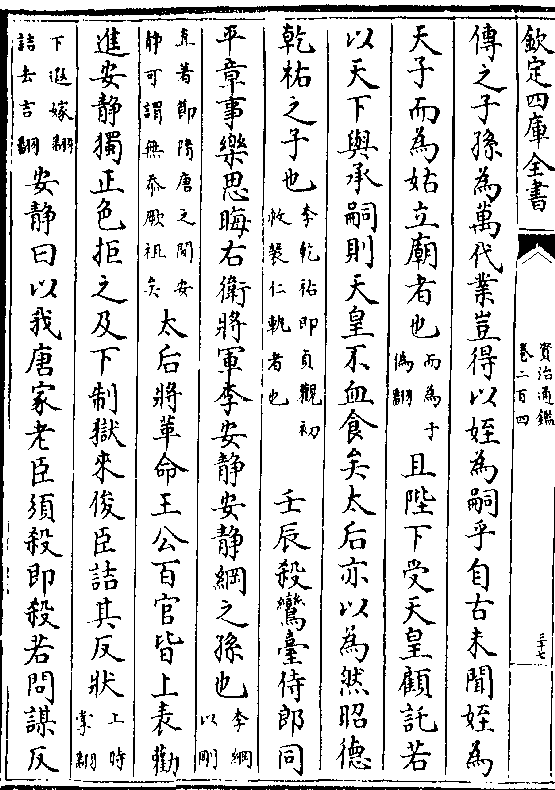 欽定四庫全書
資治通鑑
卷二百四
三十七
傳之子孫為萬代業豈得以姪為嗣乎自古未聞姪為
天子而為姑立廟者也而為于偽翻且陛下受天皇顧託若
以天下與承嗣則天皇不血食矣太后亦以為然昭德
乾祐之子也李乾祐即貞觀初救裴仁軌者也壬辰殺鸞臺侍郎同
平章事樂思晦右衛將軍李安靜安靜綱之孫也李綱以剛
直著節隋唐之間安靜可謂無忝厥祖矣太后將革命王公百官皆上表勸
進安靜獨正色拒之及下制獄來俊臣詰其反狀上時掌翻
下遐嫁翻詰去吉翻安靜曰以我唐家老臣須殺即殺若問謀反